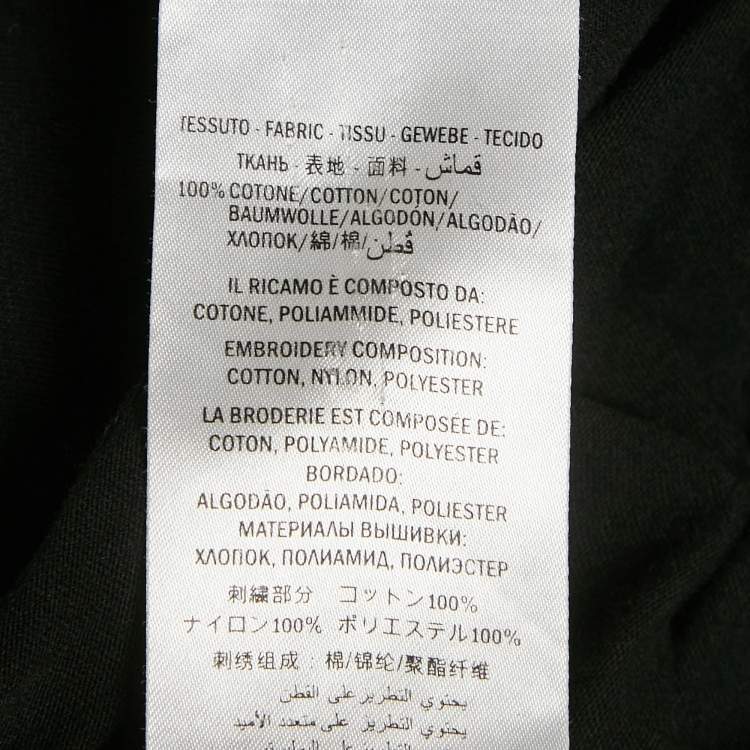 TESSUTO - FABRIC - TISSU - GEWEBE - TECIDO
ТКАНЬ - 表地 - 面料 - قماش
100% COTONE/COTTON/COTON/
BAUMWOLLE/ALGODÓN/ALGODÃO/
ХЛОПОК/綿/棉/قطن
IL RICAMO È COMPOSTO DA:
COTONE, POLIAMMIDE, POLIESTERE
EMBROIDERY COMPOSITION:
COTTON, NYLON, POLYESTER
LA BRODERIE EST COMPOSÉE DE:
COTON, POLYAMIDE, POLYESTER
BORDADO:
ALGODÃO, POLIAMIDA, POLIESTER
МАТЕРИАЛЫ ВЫШИВКИ:
ХЛОПОК, ПОЛИАМИД, ПОЛИЭСТЕР
刺繍部分 コットン100%
ナイロン100% ポリエステル100%
刺绣组成：棉/锦纶/聚酯纤维
يحتوي التطريز على القطن
يحتوي التطريز على متعدد الأميد